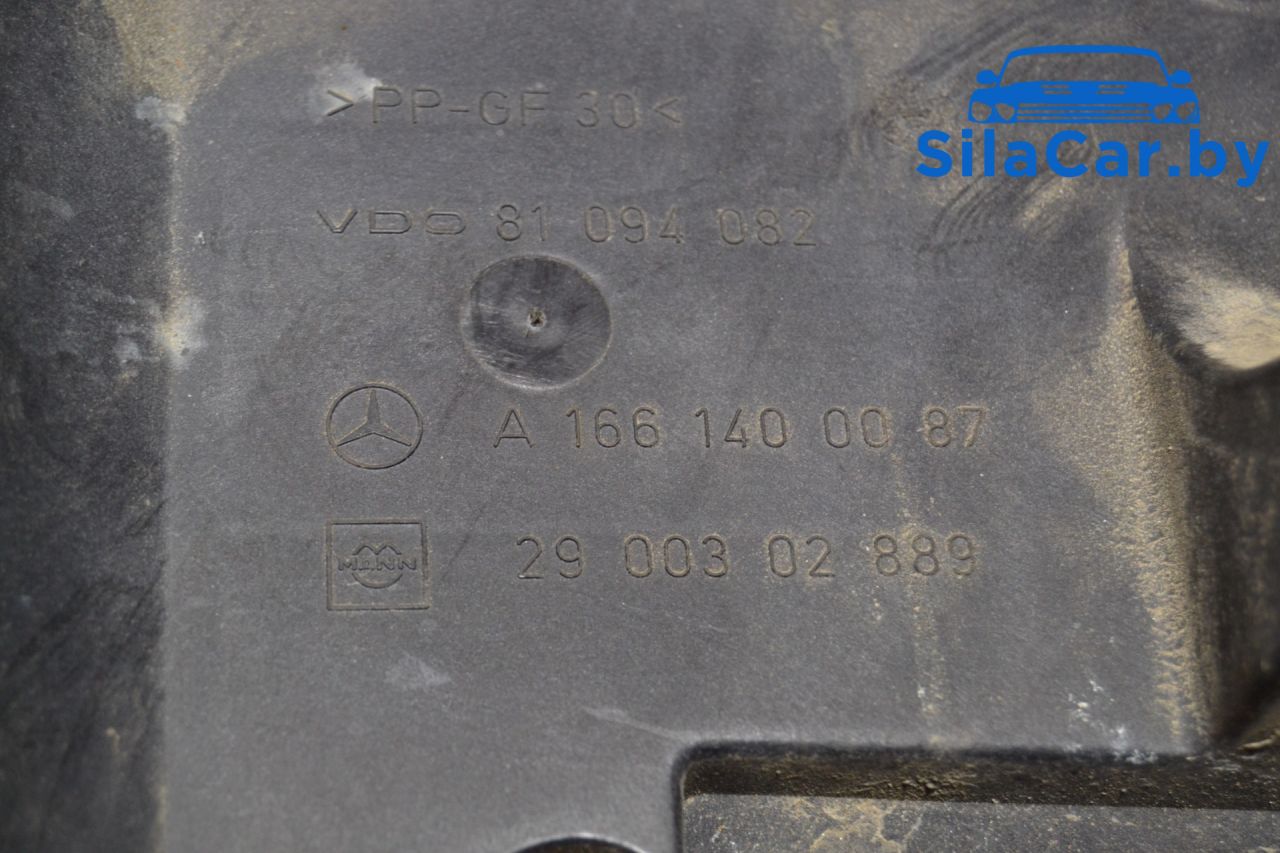 SilaCar.by
>PP-GF 30<
VDO 81 094 082
A 166 140 00 87
MANN 29 003 02 889